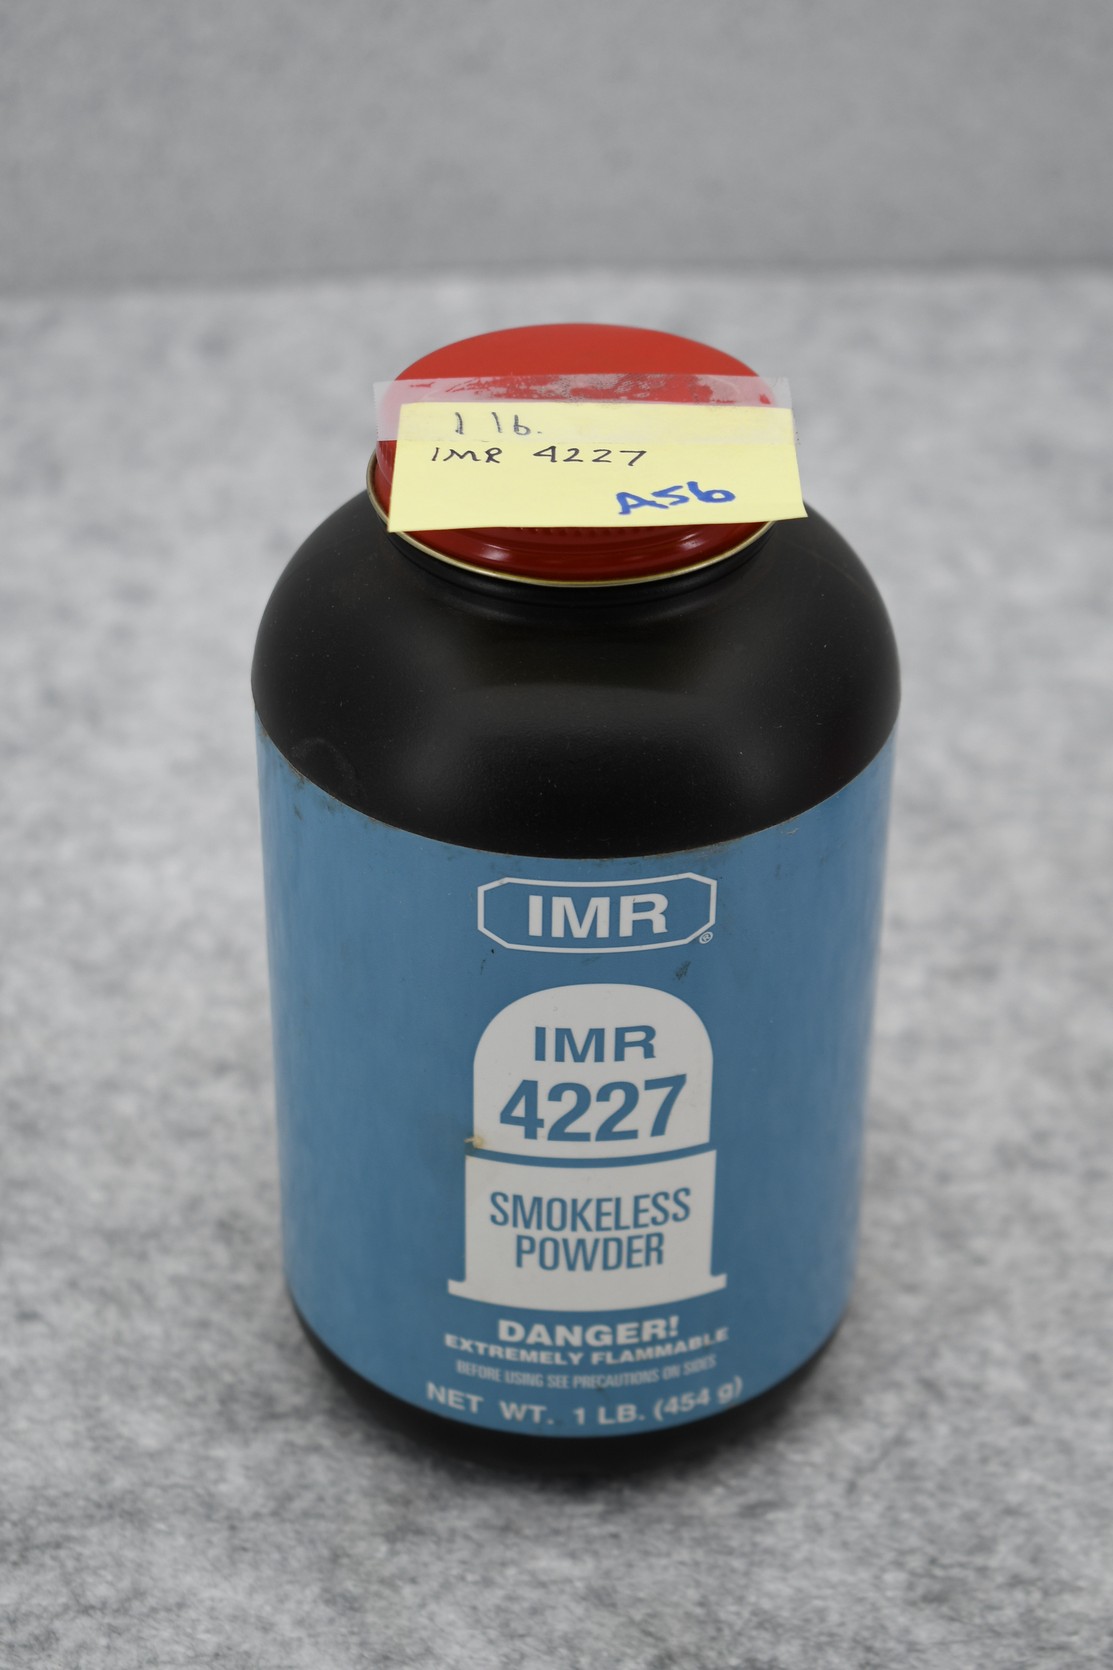 1 lb.
IMR 4227
A56
IMR®
IMR
4227
SMOKELESS
POWDER
DANGER!
EXTREMELY FLAMMABLE
BEFORE USING SEE PRECAUTIONS ON SIDES
NET WT. 1 LB. (454 g)